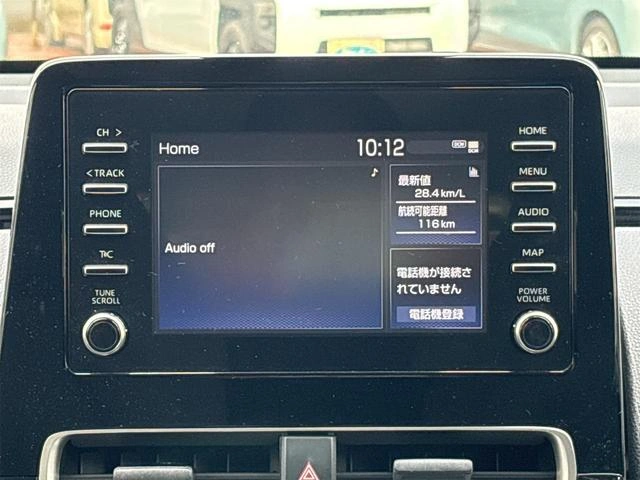 CH >
< TRACK
PHONE
T&C
TUNE
SCROLL
Home
10:12
DCM
Audio off
最新値
28.4 km/L
航続可能距離
116 km
電話機が接続さ
れていません
電話機登録
HOME
MENU
AUDIO
MAP
POWER
VOLUME